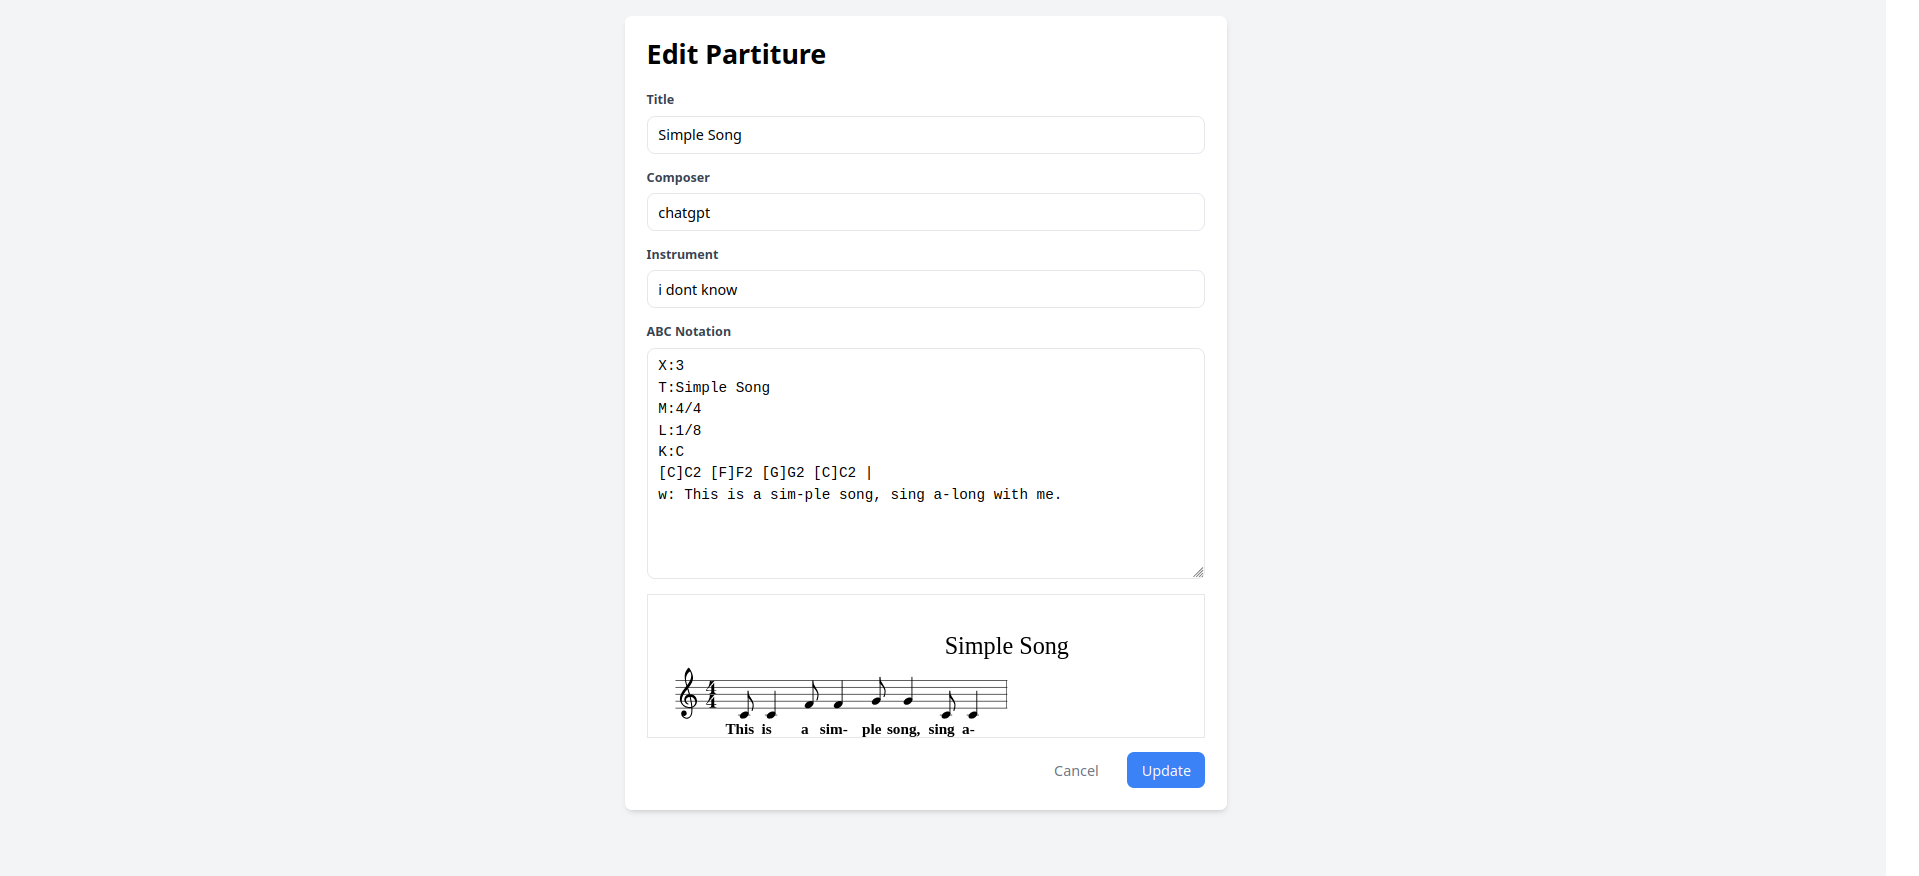 Edit Partiture
Title
Simple Song
Composer
chatgpt
Instrument
i dont know
ABC Notation
X:3
T:Simple Song
M:4/4
L:1/8
K:C
[C]C2 [F]F2 [G]G2 [C]C2 |
w: This is a sim-ple song, sing a-long with me.
Simple Song
4
4
This is a sim- ple song, sing a-
Cancel Update